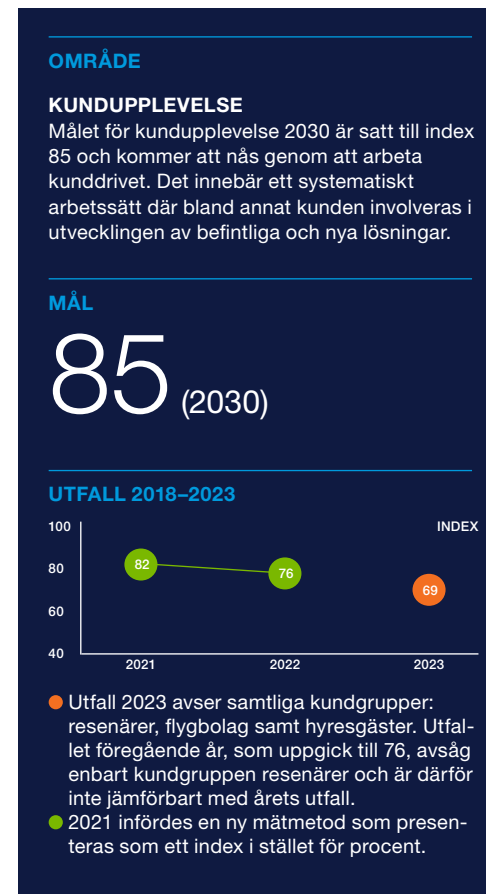 OMRÅDE
KUNDUPPLEVELSE
Målet för kundupplevelse 2030 är satt till index
85 och kommer att nås genom att arbeta
kunddrivet. Det innebär ett systematiskt
arbetssätt där bland annat kunden involveras i
utvecklingen av befintliga och nya lösningar.
MÅL
85 (2030)
UTFALL 2018–2023
100
INDEX
80
60
40
82
76
69
2021
2022
2023
Utfall 2023 avser samtliga kundgrupper:
resenärer, flygbolag samt hyresgäster. Utfal-
let föregående år, som uppgick till 76, avsåg
enbart kundgruppen resenärer och är därför
inte jämförbart med årets utfall.
2021 infördes en ny mätmetod som presen-
teras som ett index i stället för procent.